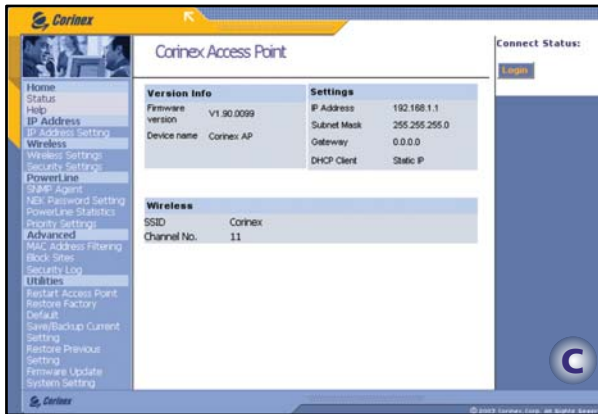 Corinex
Corinex Access Point
Connect Status:
Login
Home
Status
Help
IP Address
IP Address Setting
Wireless
Wireless Settings
Security Settings
PowerLine
SNMP Agent
NEK Password Setting
PowerLine Statistics
Priority Settings
Advanced
MAC Address Filtering
Block Sites
Security Log
Utilities
Restart Access Point
Restore Factory
Default
Save/Backup Current
Setting
Restore Previous
Setting
Firmware Update
System Setting
Version Info
Firmware version V1.90.0099
Device name Corinex AP
Settings
IP Address 192.168.1.1
Subnet Mask 255.255.255.0
Gateway 0.0.0.0
DHCP Client Static IP
Wireless
SSID Corinex
Channel No. 11
C
Corinex
© 2003 Corinex Corp. All Rights